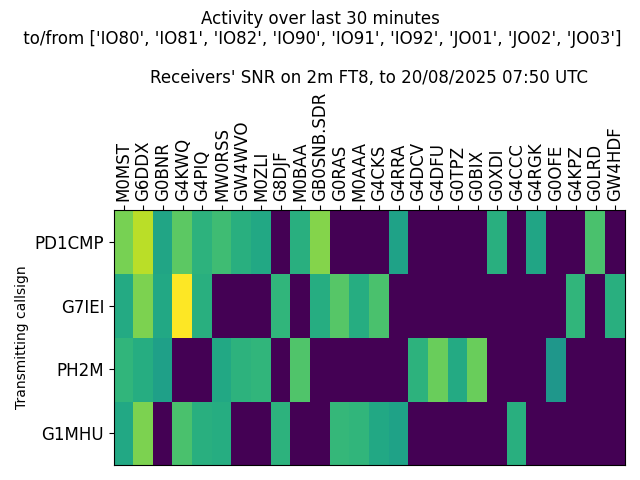 Activity over last 30 minutes
to/from ['IO80', 'IO81', 'IO82', 'IO90', 'IO91', 'IO92', 'JO01', 'JO02', 'JO03']
Receivers' SNR on 2m FT8, to 20/08/2025 07:50 UTC
M0MST
G6DDX
G0BNR
G4KWQ
G4PIQ
MW0RSS
GW4WVO
M0ZLI
G8DJF
M0BAA
GB0SNB.SDR
G0RAS
M0AAA
G4CKS
G4RRA
G4DCV
G4DFU
G0TPZ
G0BIX
G0XDI
G4CCC
G4RGK
G0OFE
G4KPZ
G0LRD
GW4HDF
Transmitting callsign
PD1CMP
G7IEI
PH2M
G1MHU